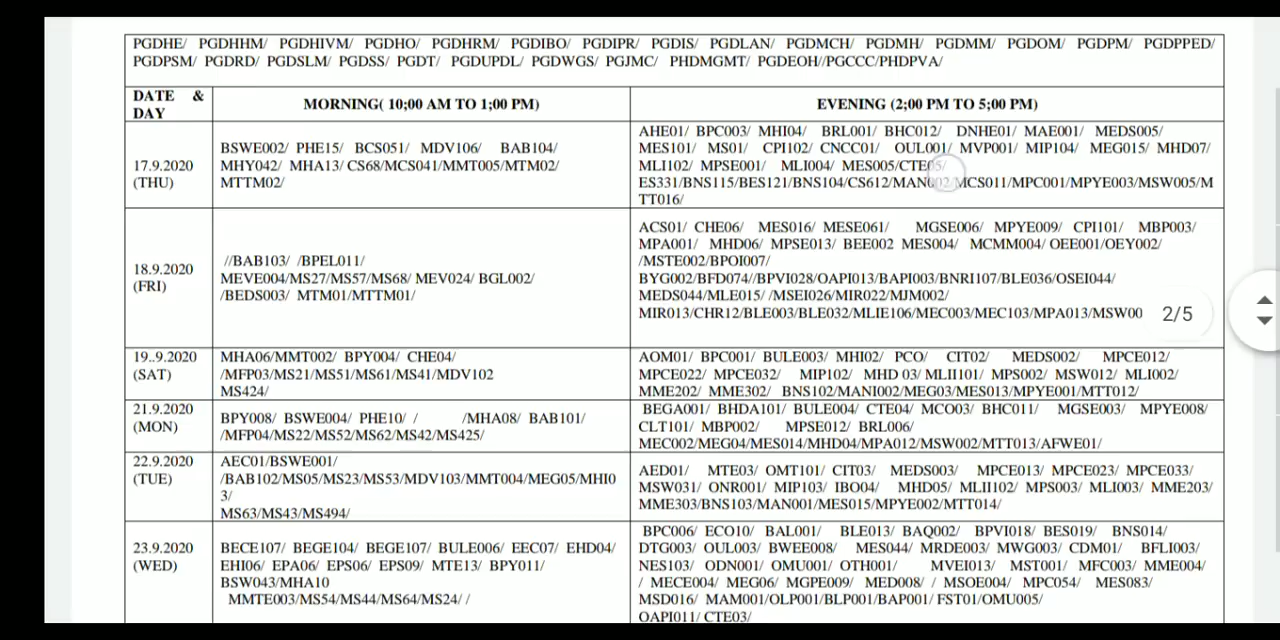 PGDHE/ PGDHHM/ PGDHIVM/ PGDHO/ PGDHRM/ PGDIBO/ PGDIPR/ PGDIS/ PGDLAN/ PGDMCH/ PGDMH/ PGDMM/ PGDOM/ PGDPM/ PGDPPED/
PGDPSM/ PGDRD/ PGDSLM/ PGDSS/ PGDT/ PGDUPDL/ PGDWGS/ PGJMC/ PHDMGMT/ PGDEOH//PGCCC/PHDPVA/
DATE &
DAY
MORNING( 10;00 AM TO 1;00 PM)
EVENING (2;00 PM TO 5;00 PM)
17.9.2020
(THU)
BSWE002/ PHE15/ BCS051/ MDV106/ BAB104/
MHY042/ MHA13/ CS68/MCS041/MMT005/MTM02/
MTTM02/
AHE01/ BPC003/ MHI04/ BRL001/ BHC012/ DNHE01/ MAE001/ MEDS005/
MES101/ MS01/ CPI102/ CNCC01/ OUL001/ MVP001/ MIP104/ MEG015/ MHD07/
MLI102/ MPSE001/ MLI004/ MES005/CTE05/
ES331/BNS115/BES121/BNS104/CS612/MAN002/MCS011/MPC001/MPYE003/MSW005/M
TT016/
18.9.2020
(FRI)
//BAB103/ /BPEL011/
MEVE004/MS27/MS57/MS68/ MEV024/ BGL002/
/BEDS003/ MTM01/MTTM01/
ACS01/ CHE06/ MES016/ MESE061/ MGSE006/ MPYE009/ CPI101/ MBP003/
MPA001/ MHD06/ MPSE013/ BEE002 MES004/ MCMM004/ OEE001/OEY002/
/MSTE002/BPOI007/
BYG002/BFD074//BPVI028/OAPI013/BAPI003/BNRI107/BLE036/OSEI044/
MEDS044/MLE015/ /MSEI026/MIR022/MJM002/
MIR013/CHR12/BLE003/BLE032/MLIE106/MEC003/MEC103/MPA013/MSW00
2/5
19..9.2020
(SAT)
MHA06/MMT002/ BPY004/ CHE04/
/MFP03/MS21/MS51/MS61/MS41/MDV102
MS424/
AOM01/ BPC001/ BULE003/ MHI02/ PCO/ CIT02/ MEDS002/ MPCE012/
MPCE022/ MPCE032/ MIP102/ MHD 03/ MLII101/ MPS002/ MSW012/ MLI002/
MME202/ MME302/ BNS102/MANI002/MEG03/MES013/MPYE001/MTT012/
21.9.2020
(MON)
BPY008/ BSWE004/ PHE10/ / /MHA08/ BAB101/
/MFP04/MS22/MS52/MS62/MS42/MS425/
BEGA001/ BHDA101/ BULE004/ CTE04/ MCO03/ BHC011/ MGSE003/ MPYE008/
CLT101/ MBP002/ MPSE012/ BRL006/
MEC002/MEG04/MES014/MHD04/MPA012/MSW002/MTT013/AFWE01/
22.9.2020
(TUE)
AEC01/BSWE001/
/BAB102/MS05/MS23/MS53/MDV103/MMT004/MEG05/MHI0
3/
MS63/MS43/MS494/
AED01/ MTE03/ OMT101/ CIT03/ MEDS003/ MPCE013/ MPCE023/ MPCE033/
MSW031/ ONR001/ MIP103/ IBO04/ MHD05/ MLII102/ MPS003/ MLI003/ MME203/
MME303/BNS103/MAN001/MES015/MPYE002/MTT014/
23.9.2020
(WED)
BECE107/ BEGE104/ BEGE107/ BULE006/ EEC07/ EHD04/
EHI06/ EPA06/ EPS06/ EPS09/ MTE13/ BPY011/
BSW043/MHA10
MMTE003/MS54/MS44/MS64/MS24/ /
BPC006/ ECO10/ BAL001/ BLE013/ BAQ002/ BPVI018/ BES019/ BNS014/
DTG003/ OUL003/ BWEE008/ MES044/ MRDE003/ MWG003/ CDM01/ BFLI003/
NES103/ ODN001/ OMU001/ OTH001/ MVEI013/ MST001/ MFC003/ MME004/
/ MECE004/ MEG06/ MGPE009/ MED008/ / MSOE004/ MPC054/ MES083/
MSD016/ MAM001/OLP001/BLP001/BAP001/ FST01/OMU005/
OAPI011/ CTE03/